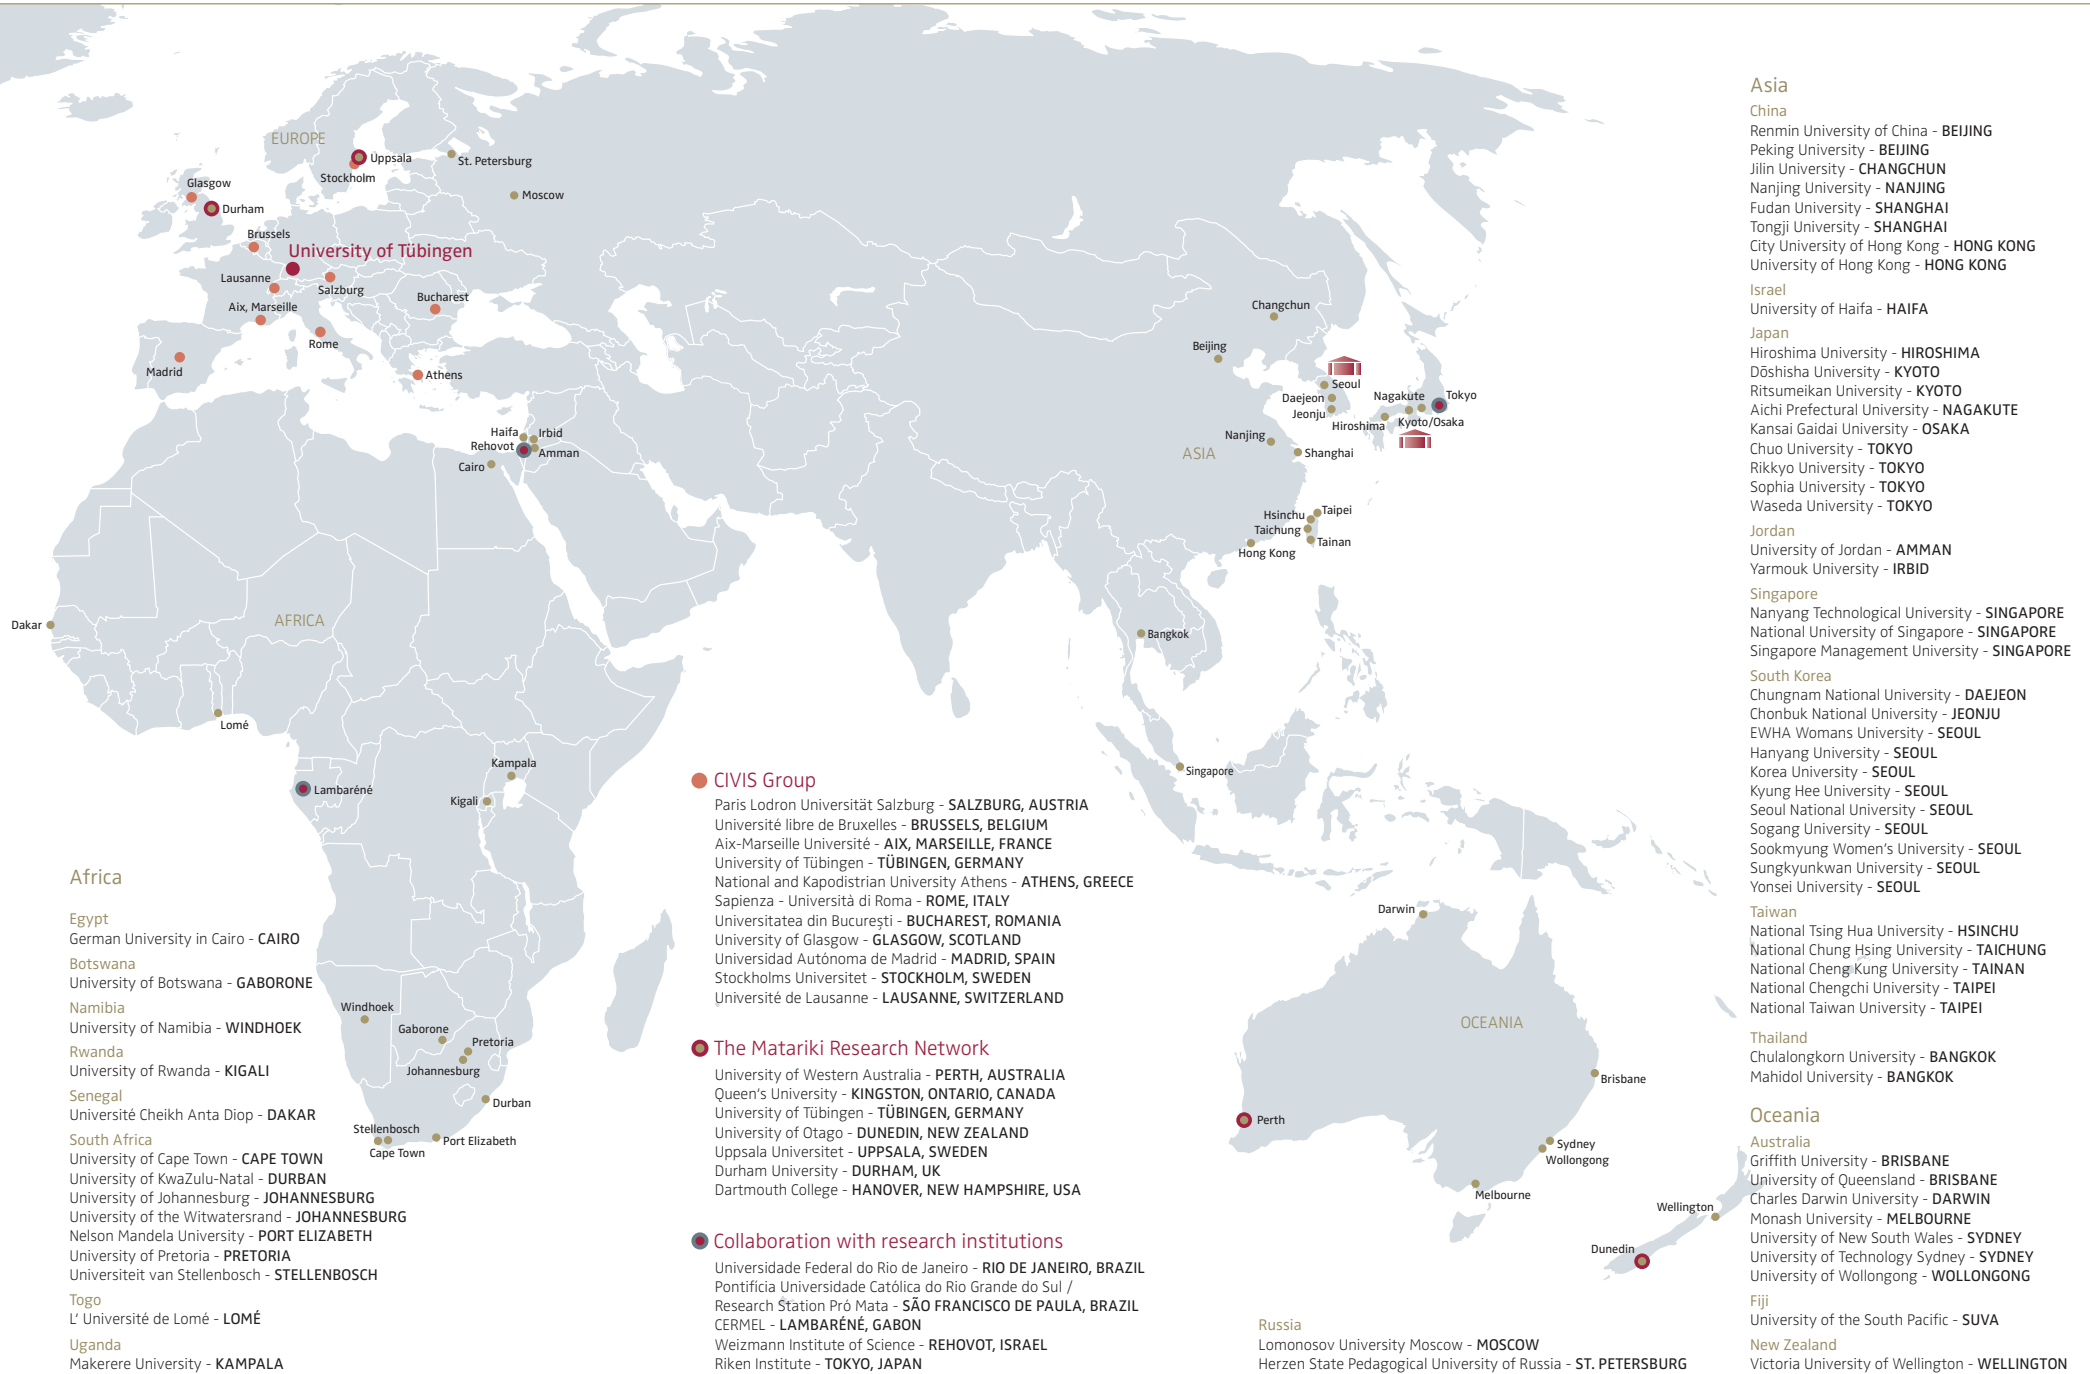 EUROPE
Uppsala
St. Petersburg
Stockholm
Glasgow
Moscow
Durham
Brussels
University of Tübingen
Lausanne
Salzburg
Bucharest
Aix, Marseille
Rome
Madrid
Athens
Haifa
Irbid
Rehovot
Amman
Cairo
Changchun
Beijing
Seoul
Daejeon
Jeonju
Nagakute
Tokyo
Hiroshima
Kyoto/Osaka
Nanjing
Shanghai
ASIA
Hsinchu
Taipei
Taichung
Tainan
Hong Kong
Bangkok
Singapore
AFRICA
Dakar
Lomé
Kampala
Kigali
Lambaréné
Windhoek
Gaborone
Pretoria
Johannesburg
Durban
Stellenbosch
Cape Town
Port Elizabeth
Darwin
OCEANIA
Brisbane
Perth
Sydney
Wollongong
Melbourne
Wellington
Dunedin
Africa
Egypt
German University in Cairo - CAIRO
Botswana
University of Botswana - GABORONE
Namibia
University of Namibia - WINDHOEK
Rwanda
University of Rwanda - KIGALI
Senegal
Université Cheikh Anta Diop - DAKAR
South Africa
University of Cape Town - CAPE TOWN
University of KwaZulu-Natal - DURBAN
University of Johannesburg - JOHANNESBURG
University of the Witwatersrand - JOHANNESBURG
Nelson Mandela University - PORT ELIZABETH
University of Pretoria - PRETORIA
Universiteit van Stellenbosch - STELLENBOSCH
Togo
L‘ Université de Lomé - LOMÉ
Uganda
Makerere University - KAMPALA
CIVIS Group
Paris Lodron Universität Salzburg - SALZBURG, AUSTRIA
Université libre de Bruxelles - BRUSSELS, BELGIUM
Aix-Marseille Université - AIX, MARSEILLE, FRANCE
University of Tübingen - TÜBINGEN, GERMANY
National and Kapodistrian University Athens - ATHENS, GREECE
Sapienza - Università di Roma - ROME, ITALY
Universitatea din București - BUCHAREST, ROMANIA
University of Glasgow - GLASGOW, SCOTLAND
Universidad Autónoma de Madrid - MADRID, SPAIN
Stockholms Universitet - STOCKHOLM, SWEDEN
Université de Lausanne - LAUSANNE, SWITZERLAND
The Matariki Research Network
University of Western Australia - PERTH, AUSTRALIA
Queen‘s University - KINGSTON, ONTARIO, CANADA
University of Tübingen - TÜBINGEN, GERMANY
University of Otago - DUNEDIN, NEW ZEALAND
Uppsala Universitet - UPPSALA, SWEDEN
Durham University - DURHAM, UK
Dartmouth College - HANOVER, NEW HAMPSHIRE, USA
Collaboration with research institutions
Universidade Federal do Rio de Janeiro - RIO DE JANEIRO, BRAZIL
Pontifícia Universidade Católica do Rio Grande do Sul /
Research Station Pró Mata - SÃO FRANCISCO DE PAULA, BRAZIL
CERMEL - LAMBARÉNÉ, GABON
Weizmann Institute of Science - REHOVOT, ISRAEL
Riken Institute - TOKYO, JAPAN
Russia
Lomonosov University Moscow - MOSCOW
Herzen State Pedagogical University of Russia - ST. PETERSBURG
Asia
China
Renmin University of China - BEIJING
Peking University - BEIJING
Jilin University - CHANGCHUN
Nanjing University - NANJING
Fudan University - SHANGHAI
Tongji University - SHANGHAI
City University of Hong Kong - HONG KONG
University of Hong Kong - HONG KONG
Israel
University of Haifa - HAIFA
Japan
Hiroshima University - HIROSHIMA
Dōshisha University - KYOTO
Ritsumeikan University - KYOTO
Aichi Prefectural University - NAGAKUTE
Kansai Gaidai University - OSAKA
Chuo University - TOKYO
Rikkyo University - TOKYO
Sophia University - TOKYO
Waseda University - TOKYO
Jordan
University of Jordan - AMMAN
Yarmouk University - IRBID
Singapore
Nanyang Technological University - SINGAPORE
National University of Singapore - SINGAPORE
Singapore Management University - SINGAPORE
South Korea
Chungnam National University - DAEJEON
Chonbuk National University - JEONJU
EWHA Womans University - SEOUL
Hanyang University - SEOUL
Korea University - SEOUL
Kyung Hee University - SEOUL
Seoul National University - SEOUL
Sogang University - SEOUL
Sookmyung Women‘s University - SEOUL
Sungkyunkwan University - SEOUL
Yonsei University - SEOUL
Taiwan
National Tsing Hua University - HSINCHU
National Chung Hsing University - TAICHUNG
National Cheng Kung University - TAINAN
National Chengchi University - TAIPEI
National Taiwan University - TAIPEI
Thailand
Chulalongkorn University - BANGKOK
Mahidol University - BANGKOK
Oceania
Australia
Griffith University - BRISBANE
University of Queensland - BRISBANE
Charles Darwin University - DARWIN
Monash University - MELBOURNE
University of New South Wales - SYDNEY
University of Technology Sydney - SYDNEY
University of Wollongong - WOLLONGONG
Fiji
University of the South Pacific - SUVA
New Zealand
Victoria University of Wellington - WELLINGTON